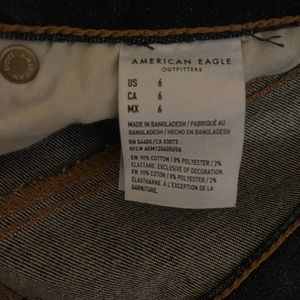 AMERICAN EAGLE
OUTFITTERS
US 6
CA 6
MX 6
MADE IN BANGLADESH / FABRIQUÉ AU
BANGLADESH / HECHO EN BANGLADESH
RN 54485/CA 03873
RFC# AEM120605U9A
EN 90% COTTON / 8% POLYESTER / 2%
ELASTANE. EXCLUSIVE OF DECORATION.
FR 90% COTON / 8% POLYESTER / 2%
ÉLASTHANNE. À L'EXCEPTION DE LA
GARNITURE.